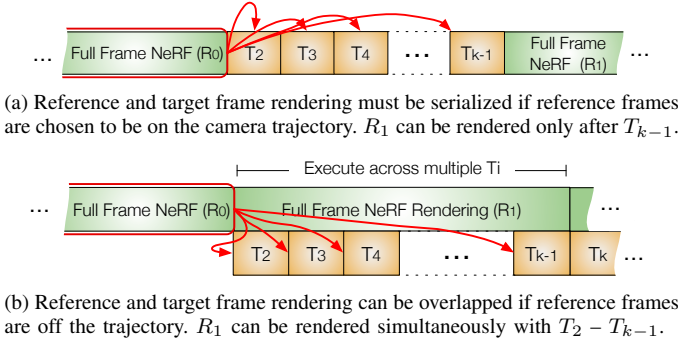 ... Full Frame NeRF (R0) T2 T3 T4 ... Tk-1 Full Frame NeRF (R1) ...
(a) Reference and target frame rendering must be serialized if reference frames
are chosen to be on the camera trajectory. R1 can be rendered only after Tk−1.
Execute across multiple Ti
... Full Frame NeRF (R0) Full Frame NeRF Rendering (R1) ...
T2 T3 T4 ... Tk-1 Tk ...
(b) Reference and target frame rendering can be overlapped if reference frames
are off the trajectory. R1 can be rendered simultaneously with T2 – Tk−1.